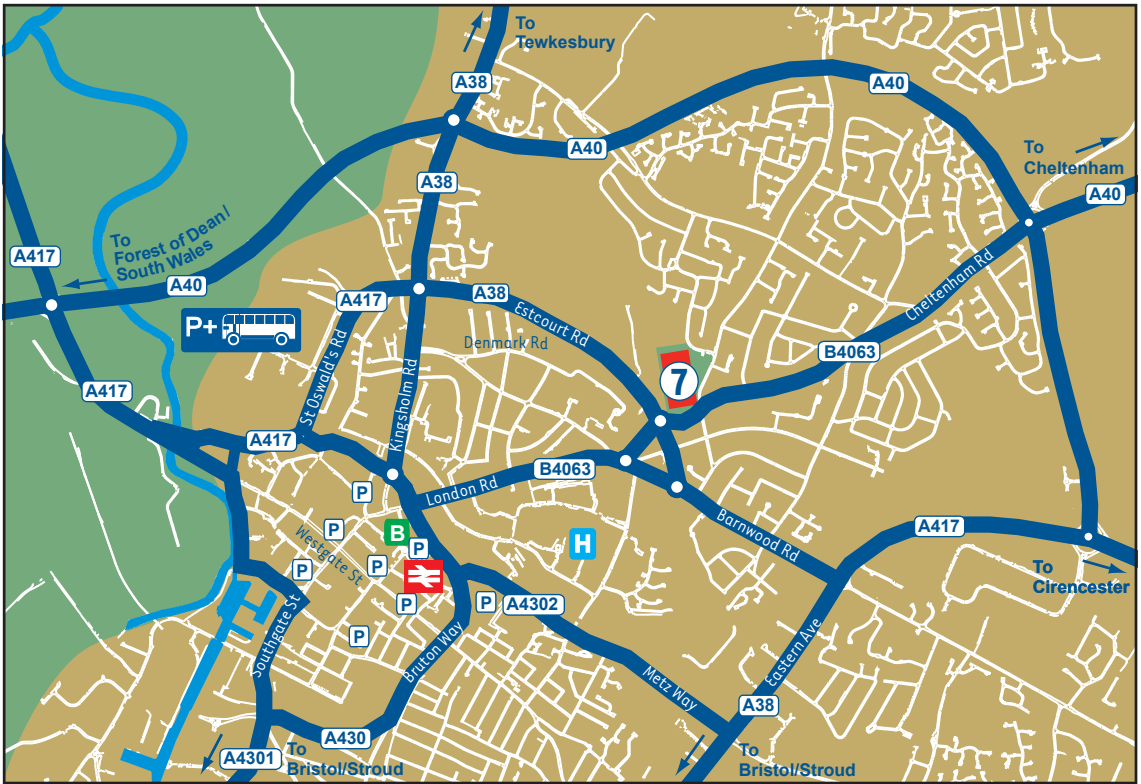 To
Tewkesbury
A38
A40
A40
To
Cheltenham
A40
A38
To
Forest of Dean/
South Wales
A417
A40
A417
A38
Estcourt Rd
Cheltenham Rd
P+
St Oswald's Rd
Denmark Rd
B4063
Kingsholm Rd
7
A417
A417
B4063
London Rd
P
P
B
P
H
Barnwood Rd
A417
Westgate St
P
P
To
Cirencester
P
P
A4302
Southgate St
P
Bruton Way
Eastern Ave
Metz Way
A38
A430
A4301
To
Bristol/Stroud
To
Bristol/Stroud